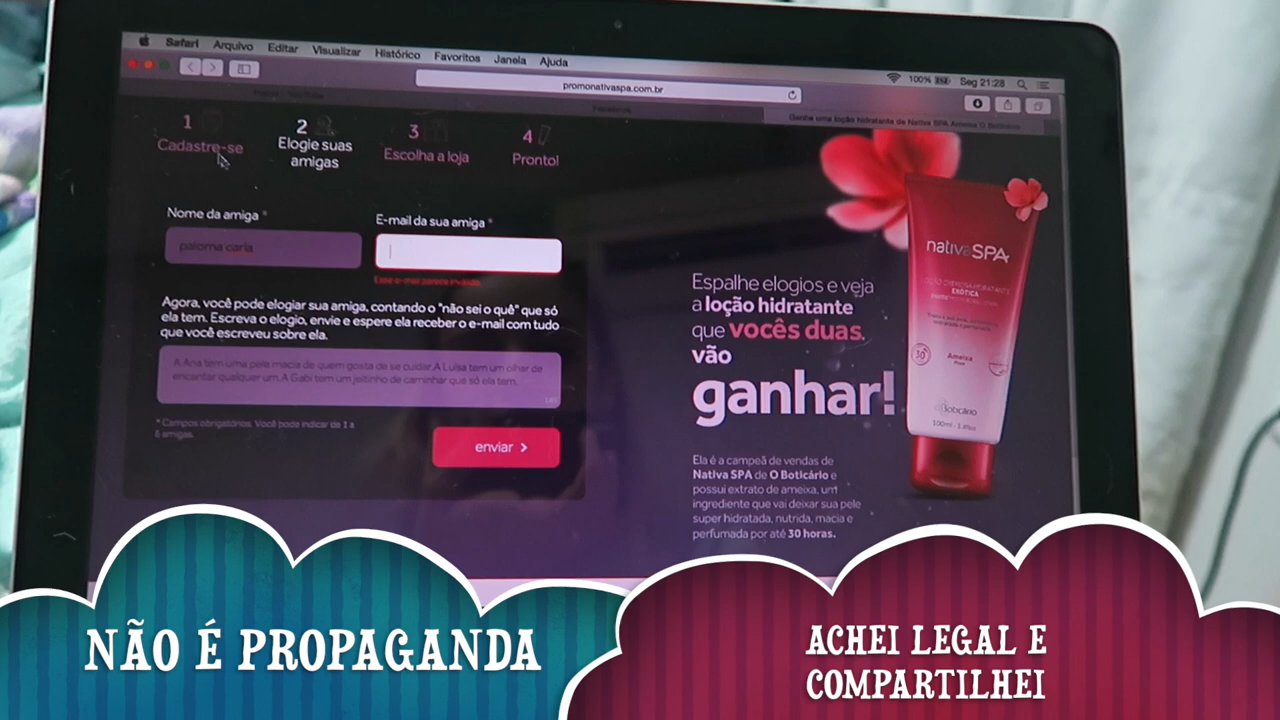 Safari Arquivo Editar Visualizar Histórico Favoritos Janela Ajuda
100% Seg 21:28
promonativaspa.com.br
Ganhe uma loção hidratante de Nativa SPA Ameixa O Boticário
1
Cadastre-se
2
Elogie suas
amigas
3
Escolha a loja
4
Pronto!
Nome da amiga *
paloma carla
E-mail da sua amiga *
Agora, você pode elogiar sua amiga, contando o "não sei o quê" que só
ela tem. Escreva o elogio, envie e espere ela receber o e-mail com tudo
que você escreveu sobre ela.
A Ana tem uma pele macia de quem gosta de se cuidar.A Luisa tem um olhar de
encantar qualquer um.A Gabi tem um jeitinho de caminhar que só ela tem.
* Campos obrigatórios. Você pode indicar de 1 a
6 amigas.
enviar >
Espalhe elogios e veja
a loção hidratante
que vocês duas.
vão
ganhar!
Ela é a campeã de vendas de
Nativa SPA de O Boticário e
possui extrato de ameixa, um
ingrediente que vai deixar sua pele
super hidratada, nutrida, macia e
perfumada por até 30 horas.
nativaSPA
EXÓTICA
30
Ameixa
oBoticário
100ml
NÃO É PROPAGANDA
ACHEI LEGAL E
COMPARTILHEI